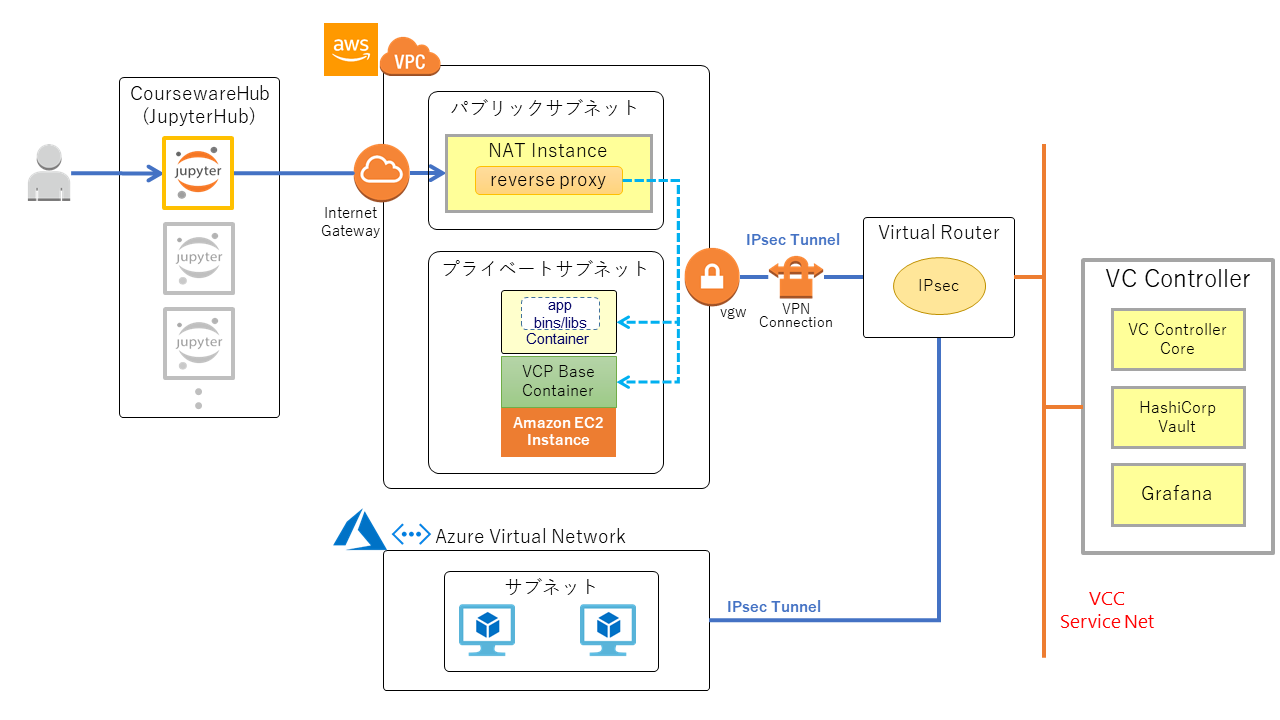 aws
VPC
CoursewareHub
(JupyterHub)
jupyter
jupyter
jupyter
Internet
Gateway
パブリックサブネット
NAT Instance
reverse proxy
プライベートサブネット
app
bins/libs
Container
VCP Base
Container
Amazon EC2
Instance
vgw
IPsec Tunnel
VPN
Connection
Virtual Router
IPsec
VC Controller
VC Controller
Core
HashiCorp
Vault
Grafana
Azure Virtual Network
サブネット
IPsec Tunnel
VCC
Service Net